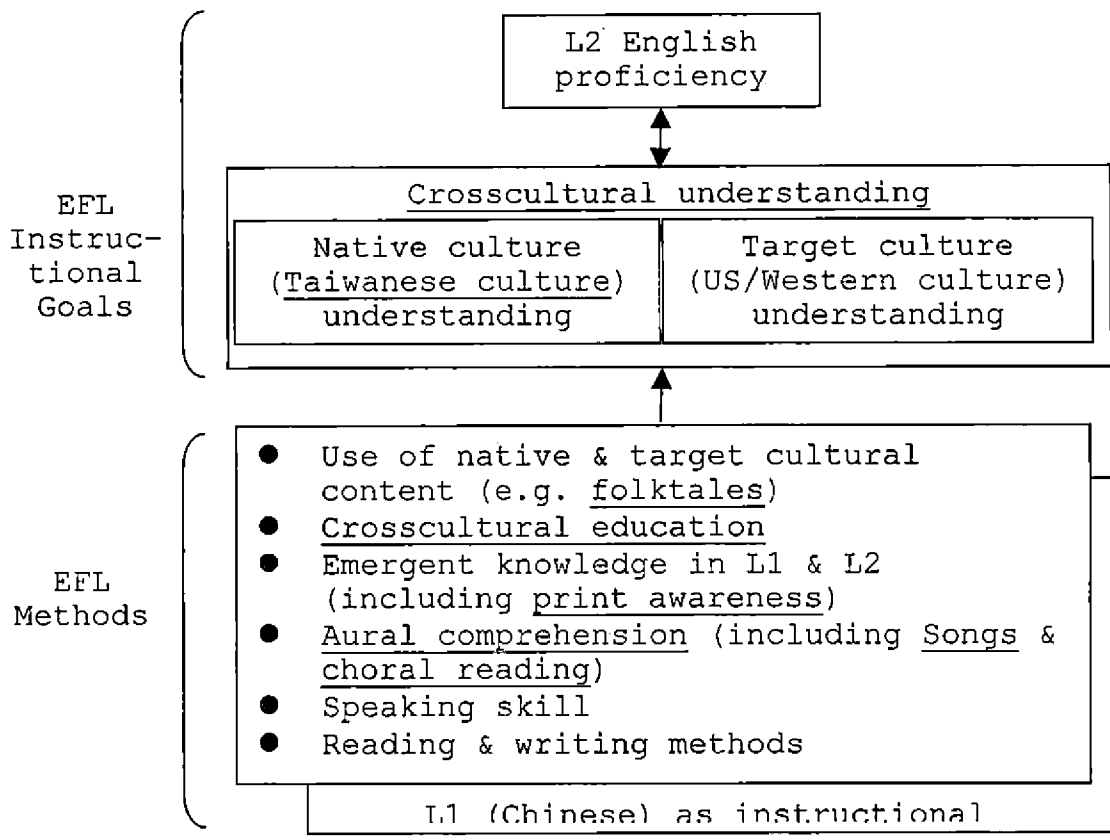 L2 English
proficiency
EFL
Instruc-
tional
Goals
Crosscultural understanding
Native culture
(Taiwanese culture)
understanding
Target culture
(US/Western culture)
understanding
EFL
Methods
● Use of native & target cultural
content (e.g. folktales)
● Crosscultural education
● Emergent knowledge in L1 & L2
(including print awareness)
● Aural comprehension (including Songs &
choral reading)
● Speaking skill
● Reading & writing methods
L1 (Chinese) as instructional